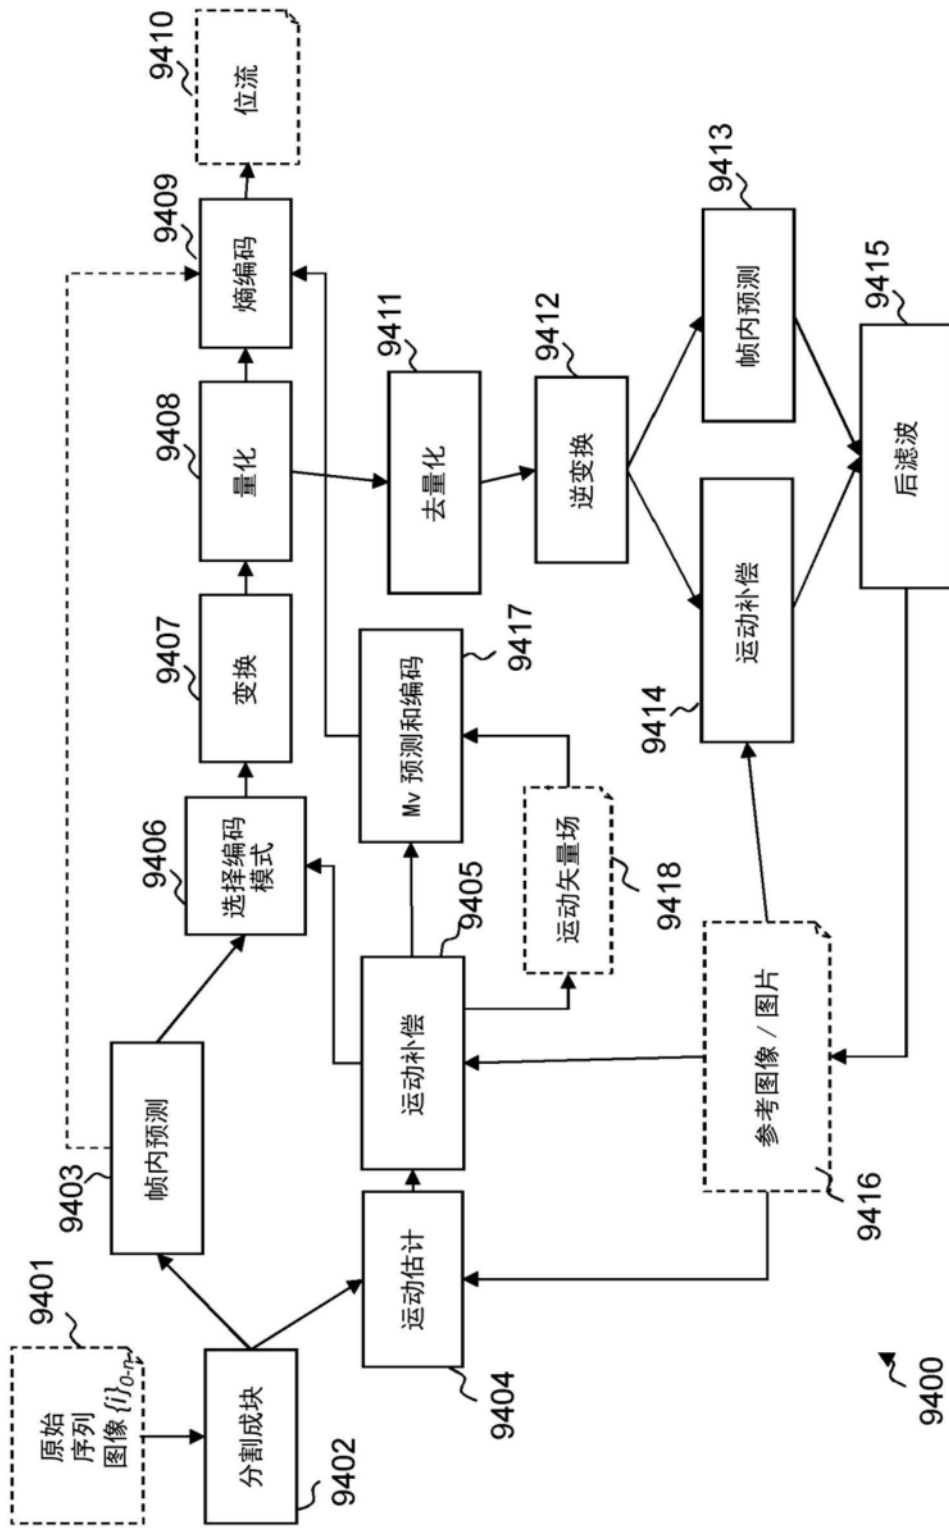 原始
序列
图像 {i}0-n
9401
分割成块
9402
帧内预测
9403
运动估计
9404
运动补偿
9405
选择编码
模式
9406
变换
9407
量化
9408
熵编码
9409
位流
9410
去量化
9411
逆变换
9412
帧内预测
9413
运动补偿
9414
后滤波
9415
参考图像 / 图片
9416
Mv 预测和编码
9417
运动矢量场
9418
9400